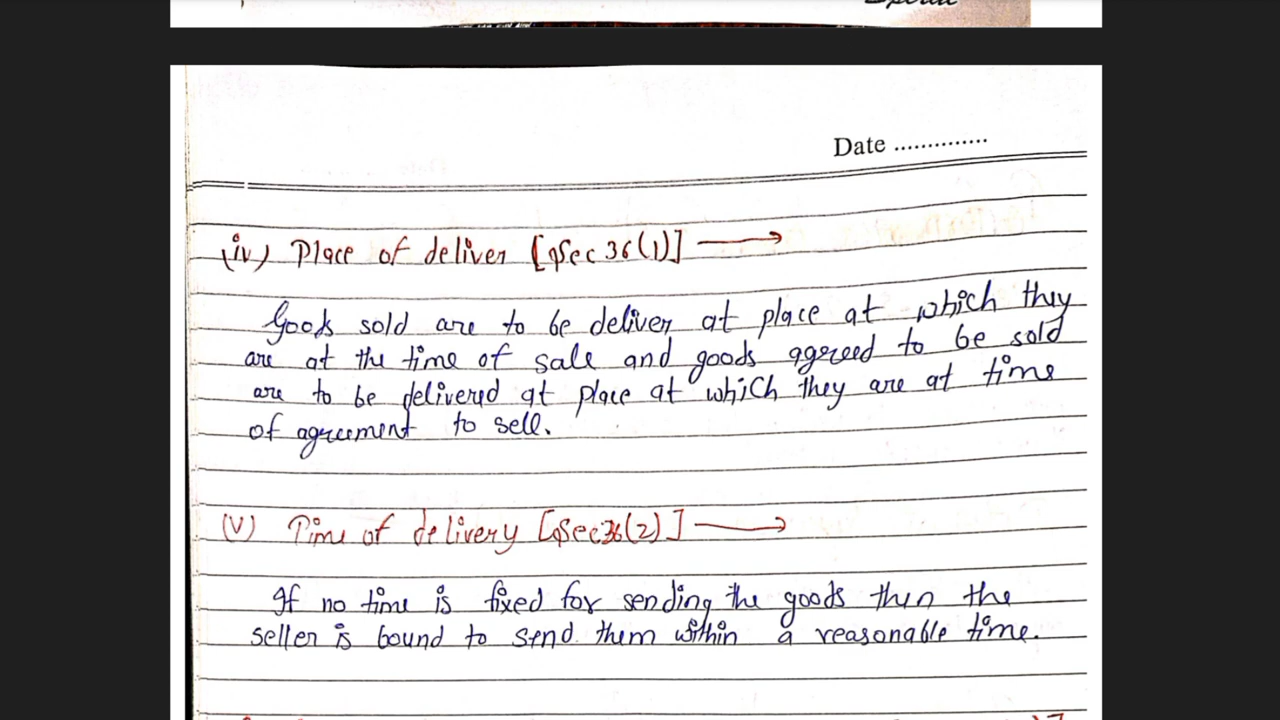 Date ..............
(iv) Place of deliver [Sec 36(1)] →
Goods sold are to be deliver at place at which they
are at the time of sale and goods agreed to be sold
are to be delivered at place at which they are at time
of agreement to sell.
(v) Time of delivery [Sec 36(2)] →
If no time is fixed for sending the goods then the
seller is bound to send them within a reasonable time.